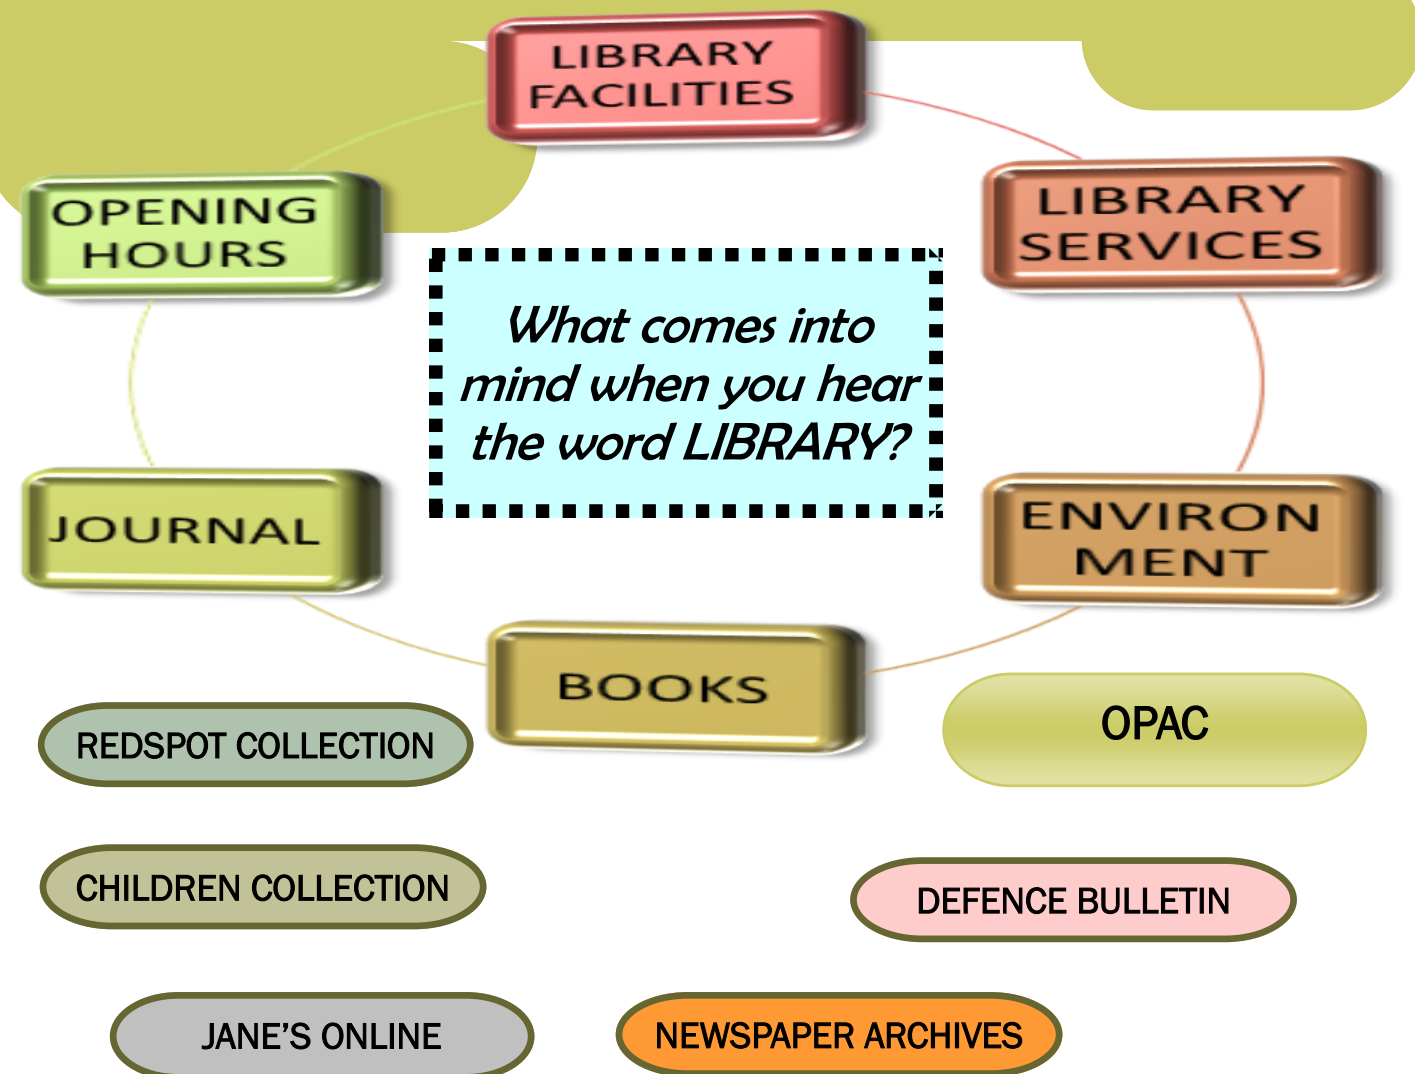 LIBRARY
FACILITIES
OPENING
HOURS
LIBRARY
SERVICES
What comes into
mind when you hear
the word LIBRARY?
JOURNAL
ENVIRON
MENT
BOOKS
REDSPOT COLLECTION
OPAC
CHILDREN COLLECTION
DEFENCE BULLETIN
JANE'S ONLINE
NEWSPAPER ARCHIVES